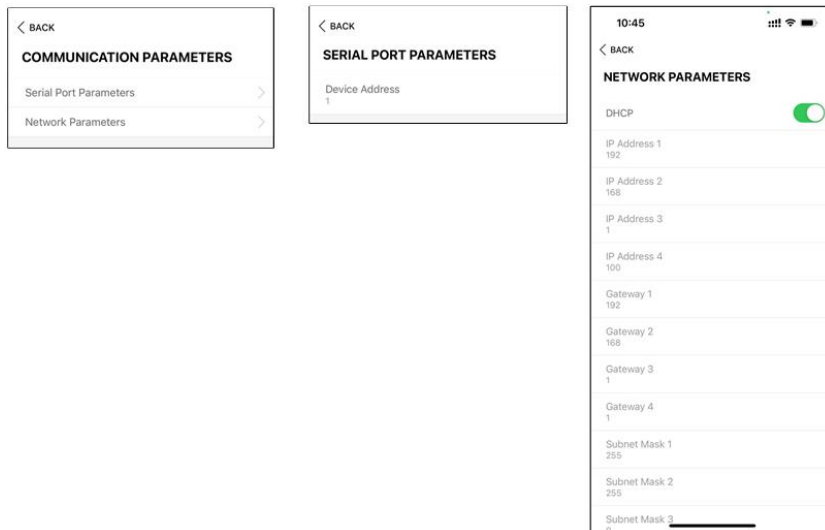 BACK
COMMUNICATION PARAMETERS
Serial Port Parameters
Network Parameters
BACK
SERIAL PORT PARAMETERS
Device Address
1
10:45
BACK
NETWORK PARAMETERS
DHCP
IP Address 1
192
IP Address 2
168
IP Address 3
1
IP Address 4
100
Gateway 1
192
Gateway 2
168
Gateway 3
1
Gateway 4
1
Subnet Mask 1
255
Subnet Mask 2
255
Subnet Mask 3